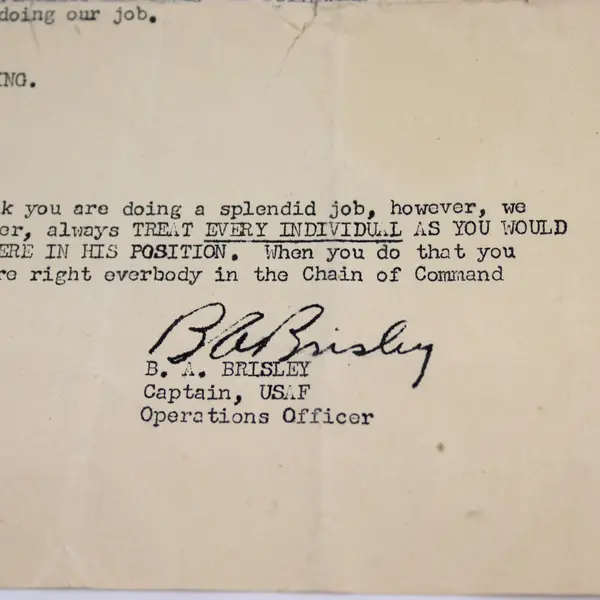 doing our job.
ING.
k you are doing a splendid job, however, we
er, always TREAT EVERY INDIVIDUAL AS YOU WOULD
ERE IN HIS POSITION. When you do that you
re right everbody in the Chain of Command
B A Brisley
B. A. BRISLEY
Captain, USAF
Operations Officer